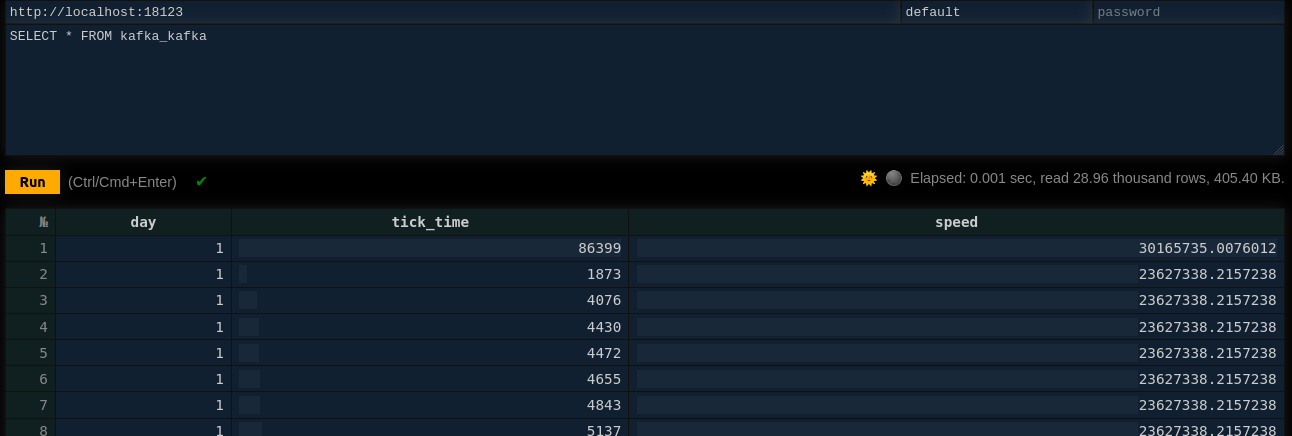 http://localhost:18123 default password
SELECT * FROM kafka_kafka
Run (Ctrl/Cmd+Enter) ✔ Elapsed: 0.001 sec, read 28.96 thousand rows, 405.40 KB.
№ day tick_time speed
1 1 86399 30165735.0076012
2 1 1873 23627338.2157238
3 1 4076 23627338.2157238
4 1 4430 23627338.2157238
5 1 4472 23627338.2157238
6 1 4655 23627338.2157238
7 1 4843 23627338.2157238
8 1 5137 23627338.2157238